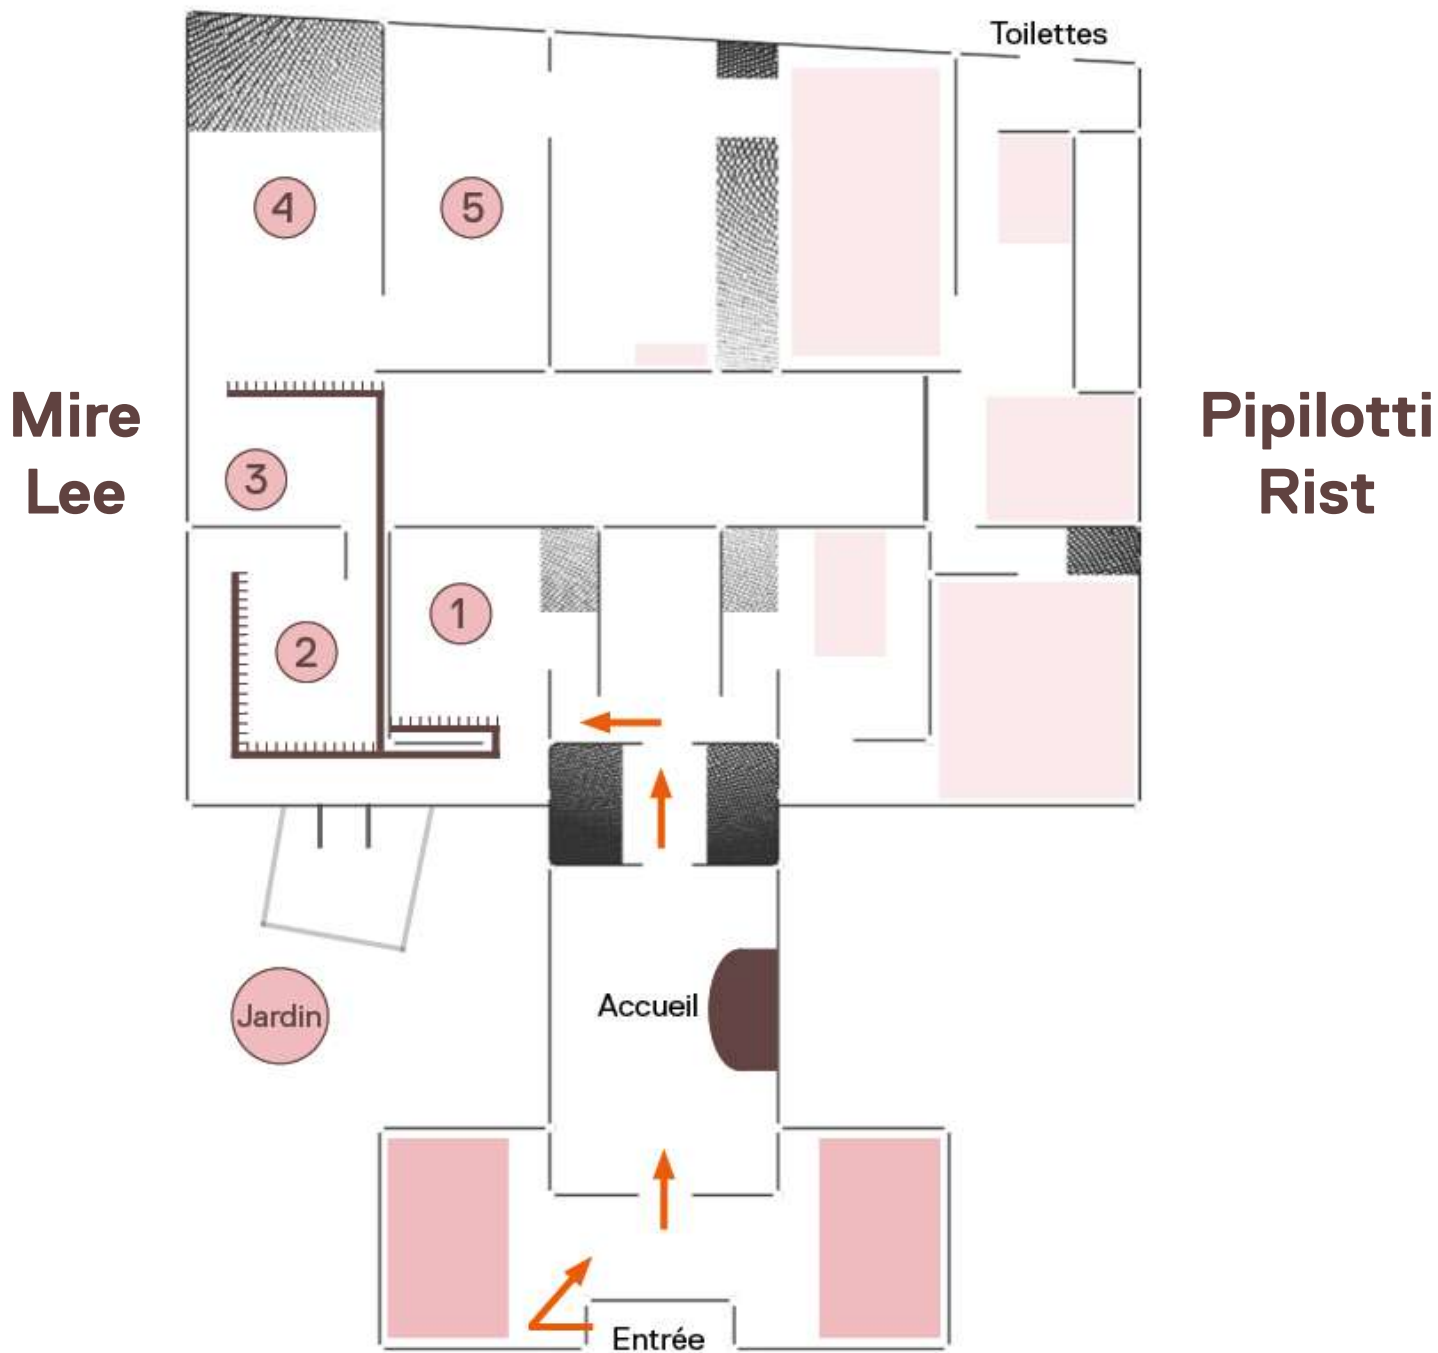 Toilettes
4
5
Mire
Lee
Pipilotti
Rist
3
1
2
Accueil
Jardin
Entrée